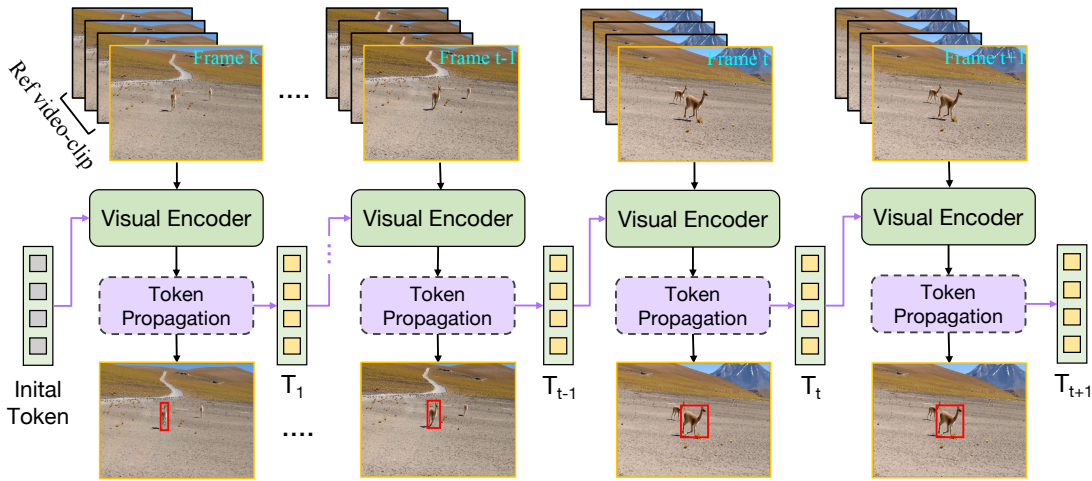 Frame k
Frame t-1
Frame t
Frame t+1
Ref video-clip
....
Visual Encoder
Visual Encoder
Visual Encoder
Visual Encoder
Token
Propagation
Token
Propagation
Token
Propagation
Token
Propagation
Inital
Token
T1
Tt-1
Tt
Tt+1
....